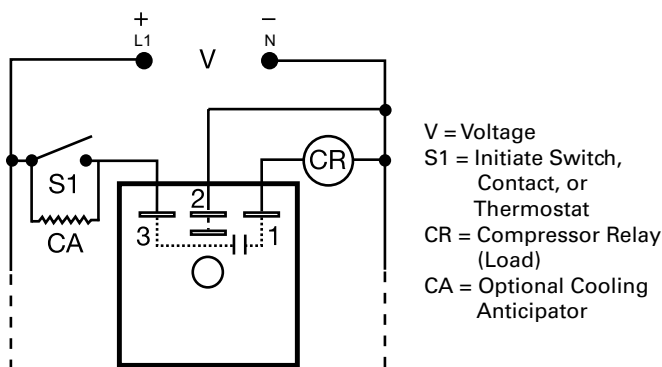 + −
L1 V N
V = Voltage
S1 = Initiate Switch,
Contact, or
Thermostat
CR = Compressor Relay
(Load)
CA = Optional Cooling
Anticipator
CR
S1
CA
2
3 1